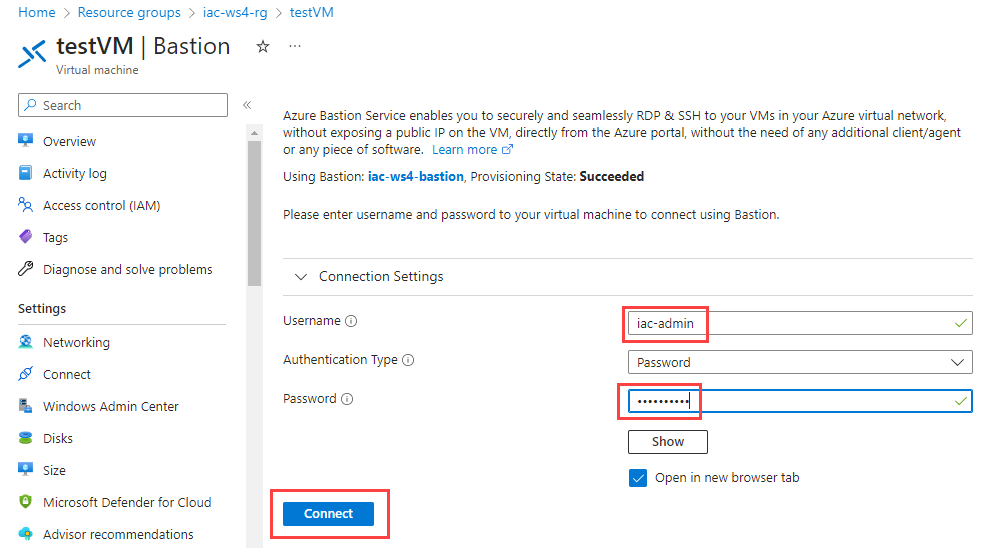 Home > Resource groups > iac-ws4-rg > testVM
testVM | Bastion
Virtual machine
Search
Overview
Activity log
Access control (IAM)
Tags
Diagnose and solve problems
Settings
Networking
Connect
Windows Admin Center
Disks
Size
Microsoft Defender for Cloud
Advisor recommendations
Azure Bastion Service enables you to securely and seamlessly RDP & SSH to your VMs in your Azure virtual network,
without exposing a public IP on the VM, directly from the Azure portal, without the need of any additional client/agent
or any piece of software. Learn more
Using Bastion: iac-ws4-bastion, Provisioning State: Succeeded
Please enter username and password to your virtual machine to connect using Bastion.
Connection Settings
Username
iac-admin
Authentication Type
Password
Password
••••••••••
Show
Open in new browser tab
Connect